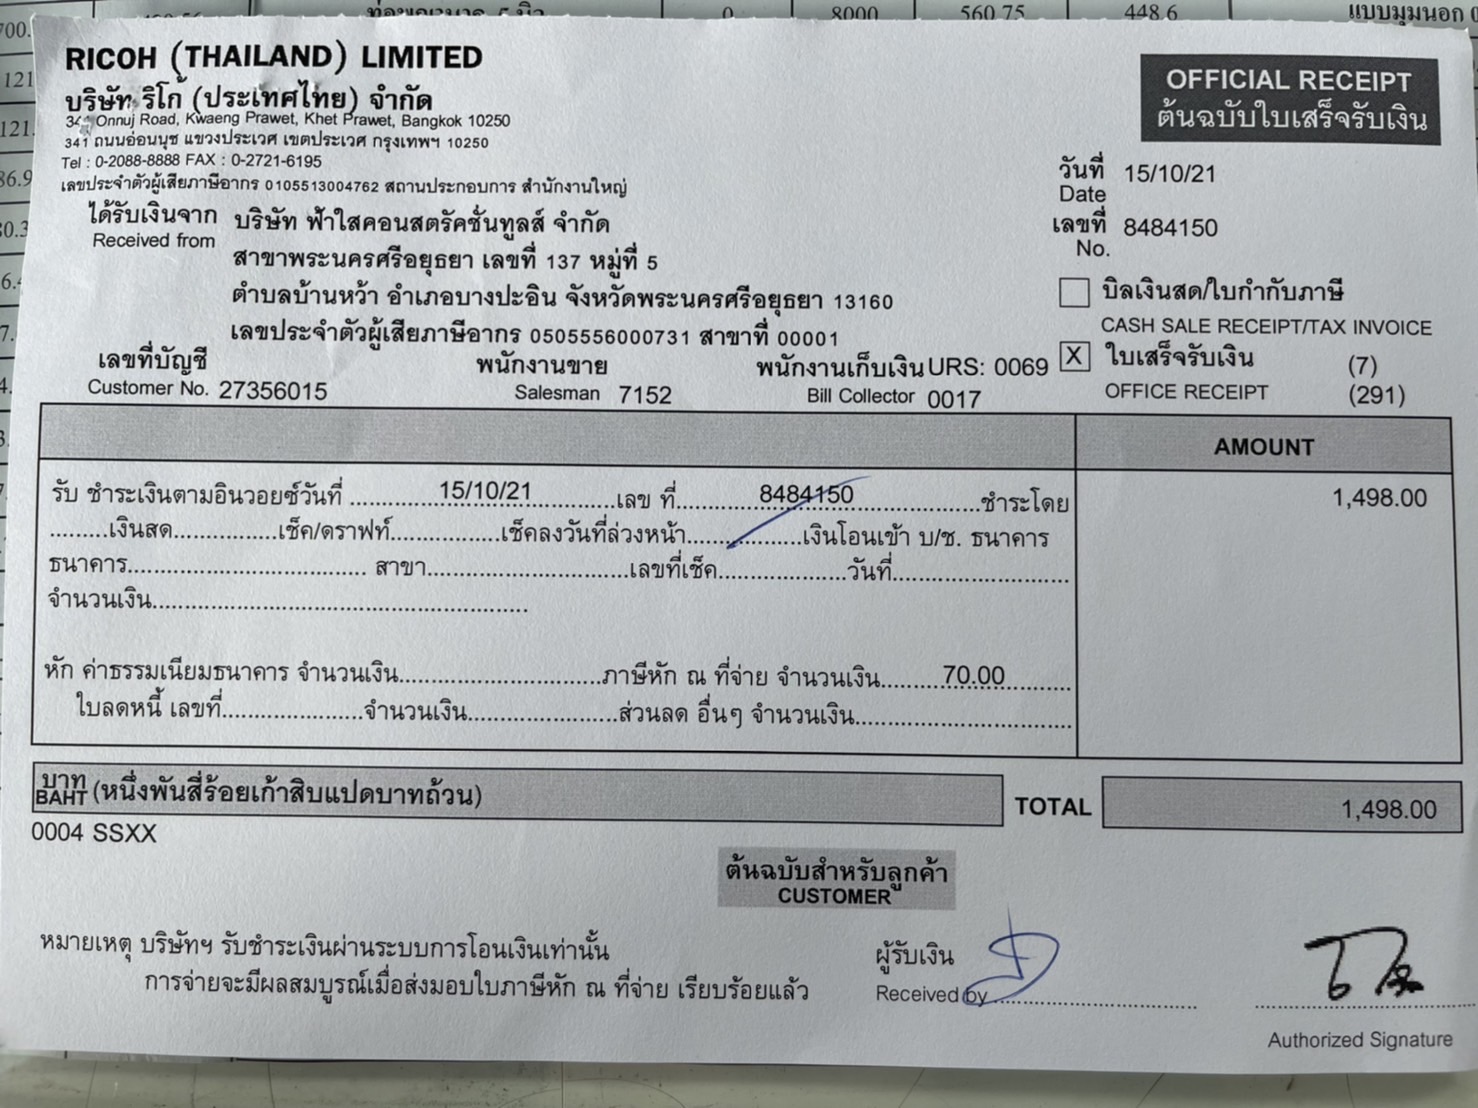 ท่อพญานาค 5 นิ้ว 0 8000 560.75 448.6 แบบมุมนอก
RICOH (THAILAND) LIMITED
บริษัท ริโก้ (ประเทศไทย) จำกัด
341 Onnuj Road, Kwaeng Prawet, Khet Prawet, Bangkok 10250
341 ถนนอ่อนนุช แขวงประเวศ เขตประเวศ กรุงเทพฯ 10250
Tel : 0-2088-8888 FAX : 0-2721-6195
เลขประจำตัวผู้เสียภาษีอากร 0105513004762 สถานประกอบการ สำนักงานใหญ่
OFFICIAL RECEIPT
ต้นฉบับใบเสร็จรับเงิน
วันที่ 15/10/21
Date
เลขที่ 8484150
No.
ได้รับเงินจาก บริษัท ฟ้าใสคอนสตรัคชั่นทูลส์ จำกัด
Received from
สาขาพระนครศรีอยุธยา เลขที่ 137 หมู่ที่ 5
ตำบลบ้านหว้า อำเภอบางปะอิน จังหวัดพระนครศรีอยุธยา 13160
เลขประจำตัวผู้เสียภาษีอากร 0505556000731 สาขาที่ 00001
บิลเงินสด/ใบกำกับภาษี
CASH SALE RECEIPT/TAX INVOICE
X ใบเสร็จรับเงิน (7)
OFFICE RECEIPT (291)
เลขที่บัญชี พนักงานขาย พนักงานเก็บเงิน URS: 0069
Customer No. 27356015 Salesman 7152 Bill Collector 0017
AMOUNT
รับ ชำระเงินตามอินวอยซ์วันที่ ........15/10/21........เลข ที่........8484150........ชำระโดย 1,498.00
........เงินสด........เช็ค/ดราฟท์........เช็คลงวันที่ล่วงหน้า........เงินโอนเข้า บ/ช. ธนาคาร
ธนาคาร........ สาขา........เลขที่เช็ค........วันที่........
จำนวนเงิน........
หัก ค่าธรรมเนียมธนาคาร จำนวนเงิน........ภาษีหัก ณ ที่จ่าย จำนวนเงิน........70.00........
ใบลดหนี้ เลขที่........จำนวนเงิน........ส่วนลด อื่นๆ จำนวนเงิน........
บาท
BAHT (หนึ่งพันสี่ร้อยเก้าสิบแปดบาทถ้วน) TOTAL 1,498.00
0004 SSXX
ต้นฉบับสำหรับลูกค้า
CUSTOMER
หมายเหตุ บริษัทฯ รับชำระเงินผ่านระบบการโอนเงินเท่านั้น
การจ่ายจะมีผลสมบูรณ์เมื่อส่งมอบใบภาษีหัก ณ ที่จ่าย เรียบร้อยแล้ว
ผู้รับเงิน
Received by........
Authorized Signature